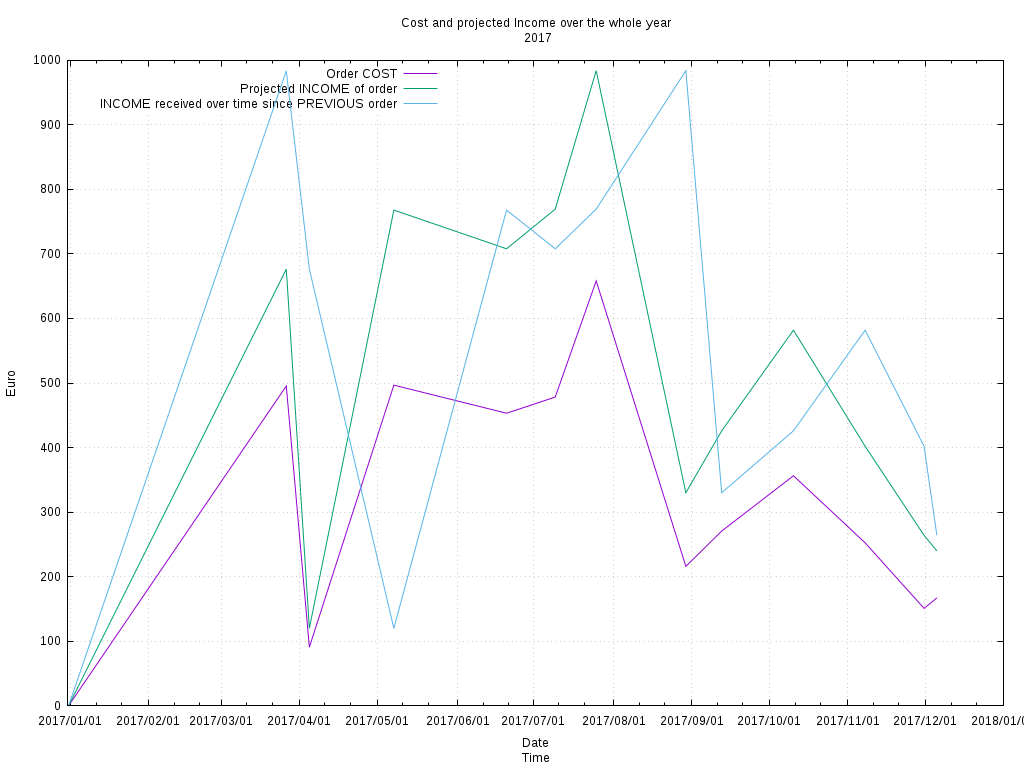 Cost and projected Income over the whole year
2017
Order COST
Projected INCOME of order
INCOME received over time since PREVIOUS order
1000
900
800
700
600
500
400
300
200
100
0
Euro
2017/01/01 2017/02/01 2017/03/01 2017/04/01 2017/05/01 2017/06/01 2017/07/01 2017/08/01 2017/09/01 2017/10/01 2017/11/01 2017/12/01 2018/01/0
Date
Time